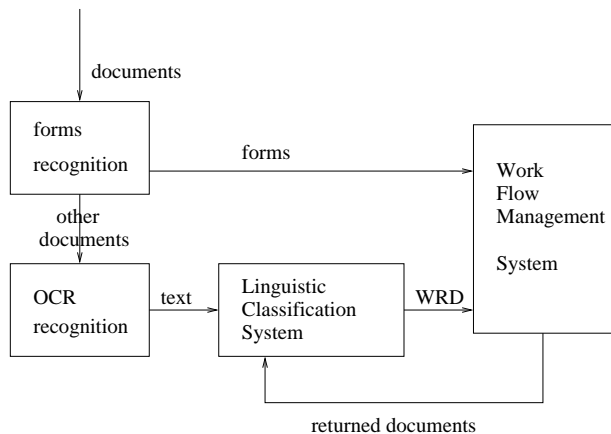 documents
forms
recognition
forms
Work
Flow
Management
System
other
documents
OCR
recognition
text
Linguistic
Classification
System
WRD
returned documents